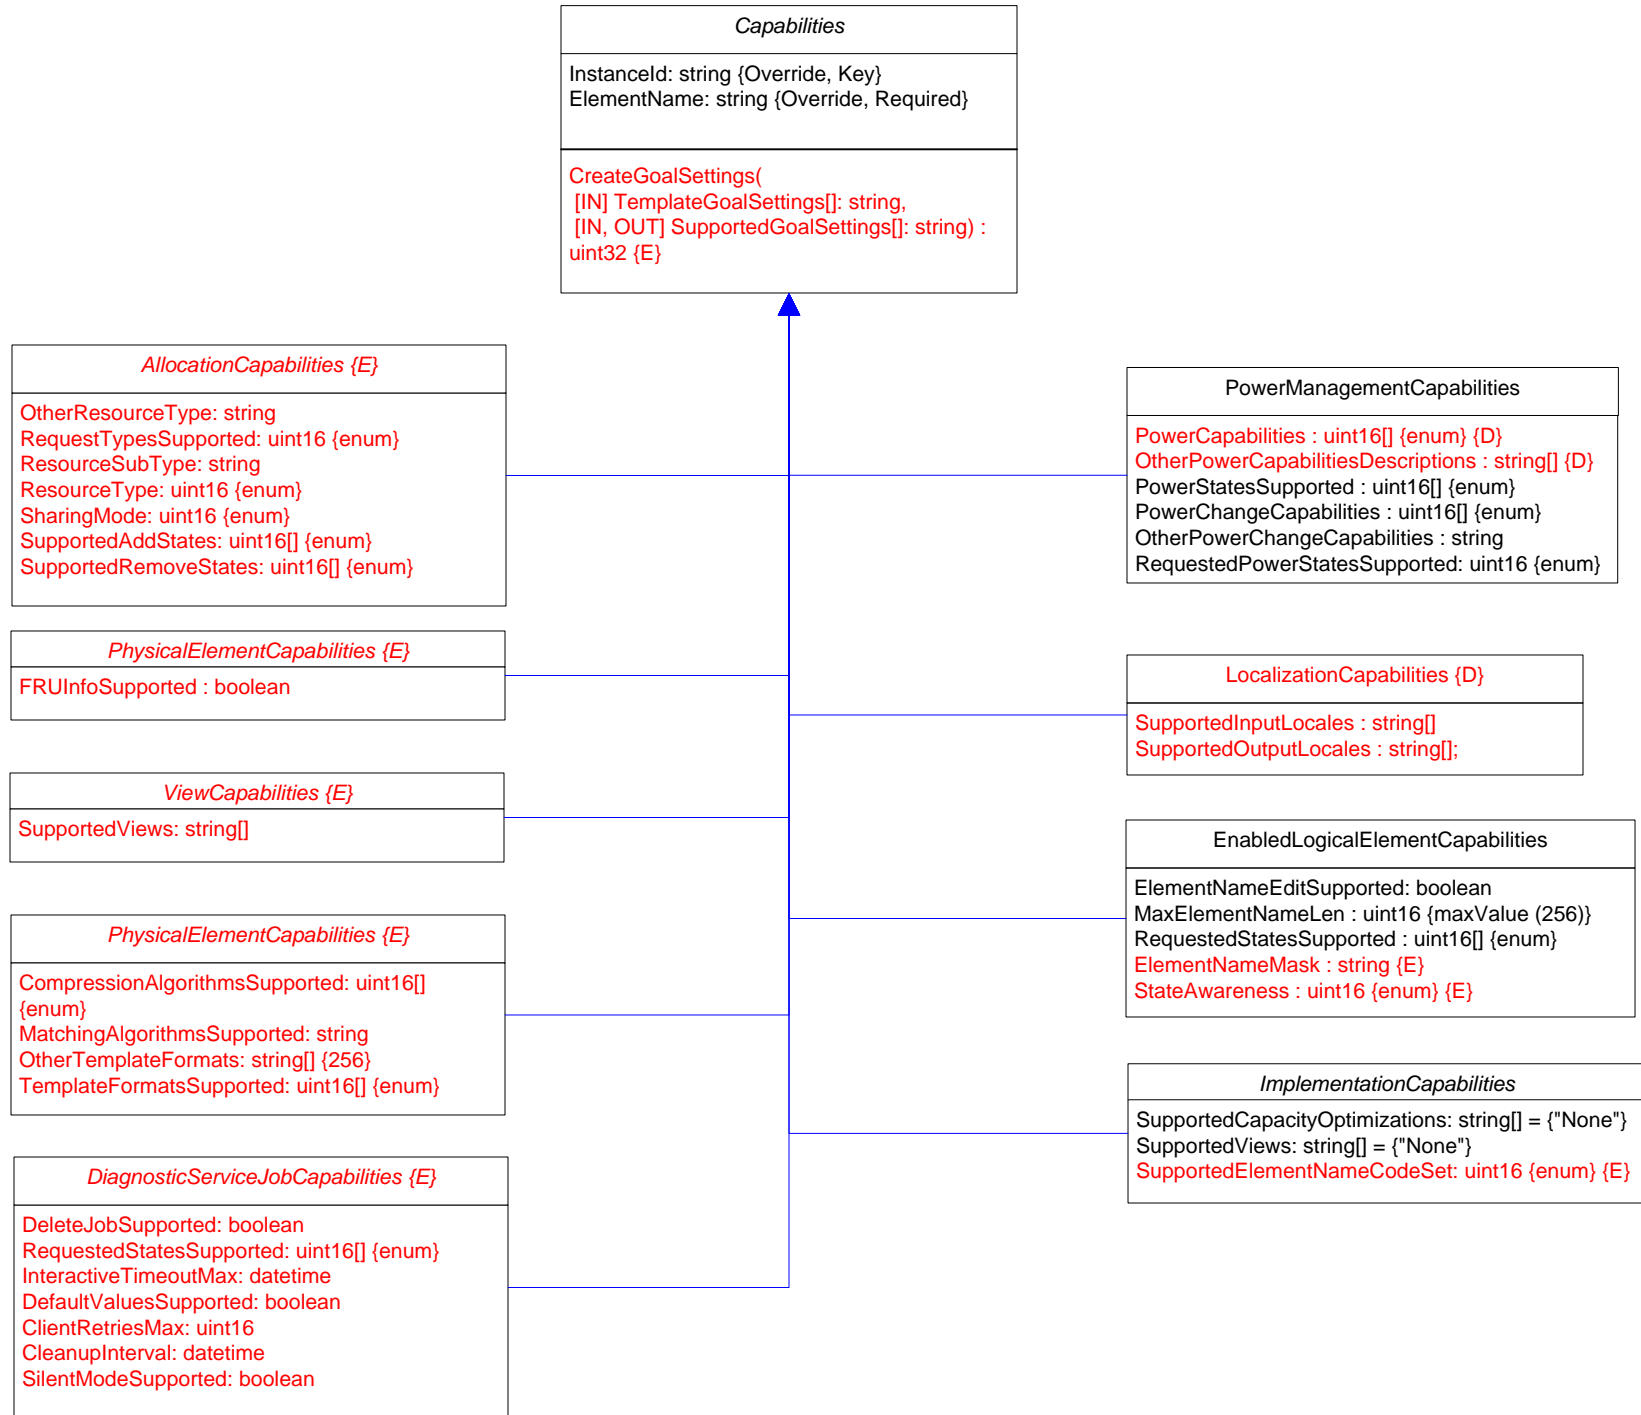 Capabilities
InstanceId: string {Override, Key}
ElementName: string {Override, Required}
CreateGoalSettings(
[IN] TemplateGoalSettings[]: string,
[IN, OUT] SupportedGoalSettings[]: string) :
uint32 {E}
AllocationCapabilities {E}
OtherResourceType: string
RequestTypesSupported: uint16 {enum}
ResourceSubType: string
ResourceType: uint16 {enum}
SharingMode: uint16 {enum}
SupportedAddStates: uint16[] {enum}
SupportedRemoveStates: uint16[] {enum}
PhysicalElementCapabilities {E}
FRUInfoSupported : boolean
ViewCapabilities {E}
SupportedViews: string[]
PhysicalElementCapabilities {E}
CompressionAlgorithmsSupported: uint16[]
{enum}
MatchingAlgorithmsSupported: string
OtherTemplateFormats: string[] {256}
TemplateFormatsSupported: uint16[] {enum}
DiagnosticServiceJobCapabilities {E}
DeleteJobSupported: boolean
RequestedStatesSupported: uint16[] {enum}
InteractiveTimeoutMax: datetime
DefaultValuesSupported: boolean
ClientRetriesMax: uint16
CleanupInterval: datetime
SilentModeSupported: boolean
PowerManagementCapabilities
PowerCapabilities : uint16[] {enum} {D}
OtherPowerCapabilitiesDescriptions : string[] {D}
PowerStatesSupported : uint16[] {enum}
PowerChangeCapabilities : uint16[] {enum}
OtherPowerChangeCapabilities : string
RequestedPowerStatesSupported: uint16 {enum}
LocalizationCapabilities {D}
SupportedInputLocales : string[]
SupportedOutputLocales : string[];
EnabledLogicalElementCapabilities
ElementNameEditSupported: boolean
MaxElementNameLen : uint16 {maxValue (256)}
RequestedStatesSupported : uint16[] {enum}
ElementNameMask : string {E}
StateAwareness : uint16 {enum} {E}
ImplementationCapabilities
SupportedCapacityOptimizations: string[] = {"None"}
SupportedViews: string[] = {"None"}
SupportedElementNameCodeSet: uint16 {enum} {E}